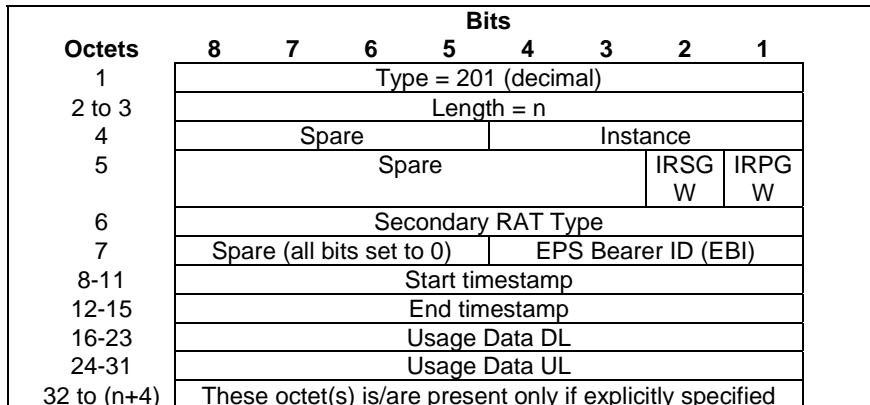 Bits
Octets 8 7 6 5 4 3 2 1
1 Type = 201 (decimal)
2 to 3 Length = n
4 Spare Instance
5 Spare IRSG IRPG
W W
6 Secondary RAT Type
7 Spare (all bits set to 0) EPS Bearer ID (EBI)
8-11 Start timestamp
12-15 End timestamp
16-23 Usage Data DL
24-31 Usage Data UL
32 to (n+4) These octet(s) is/are present only if explicitly specified